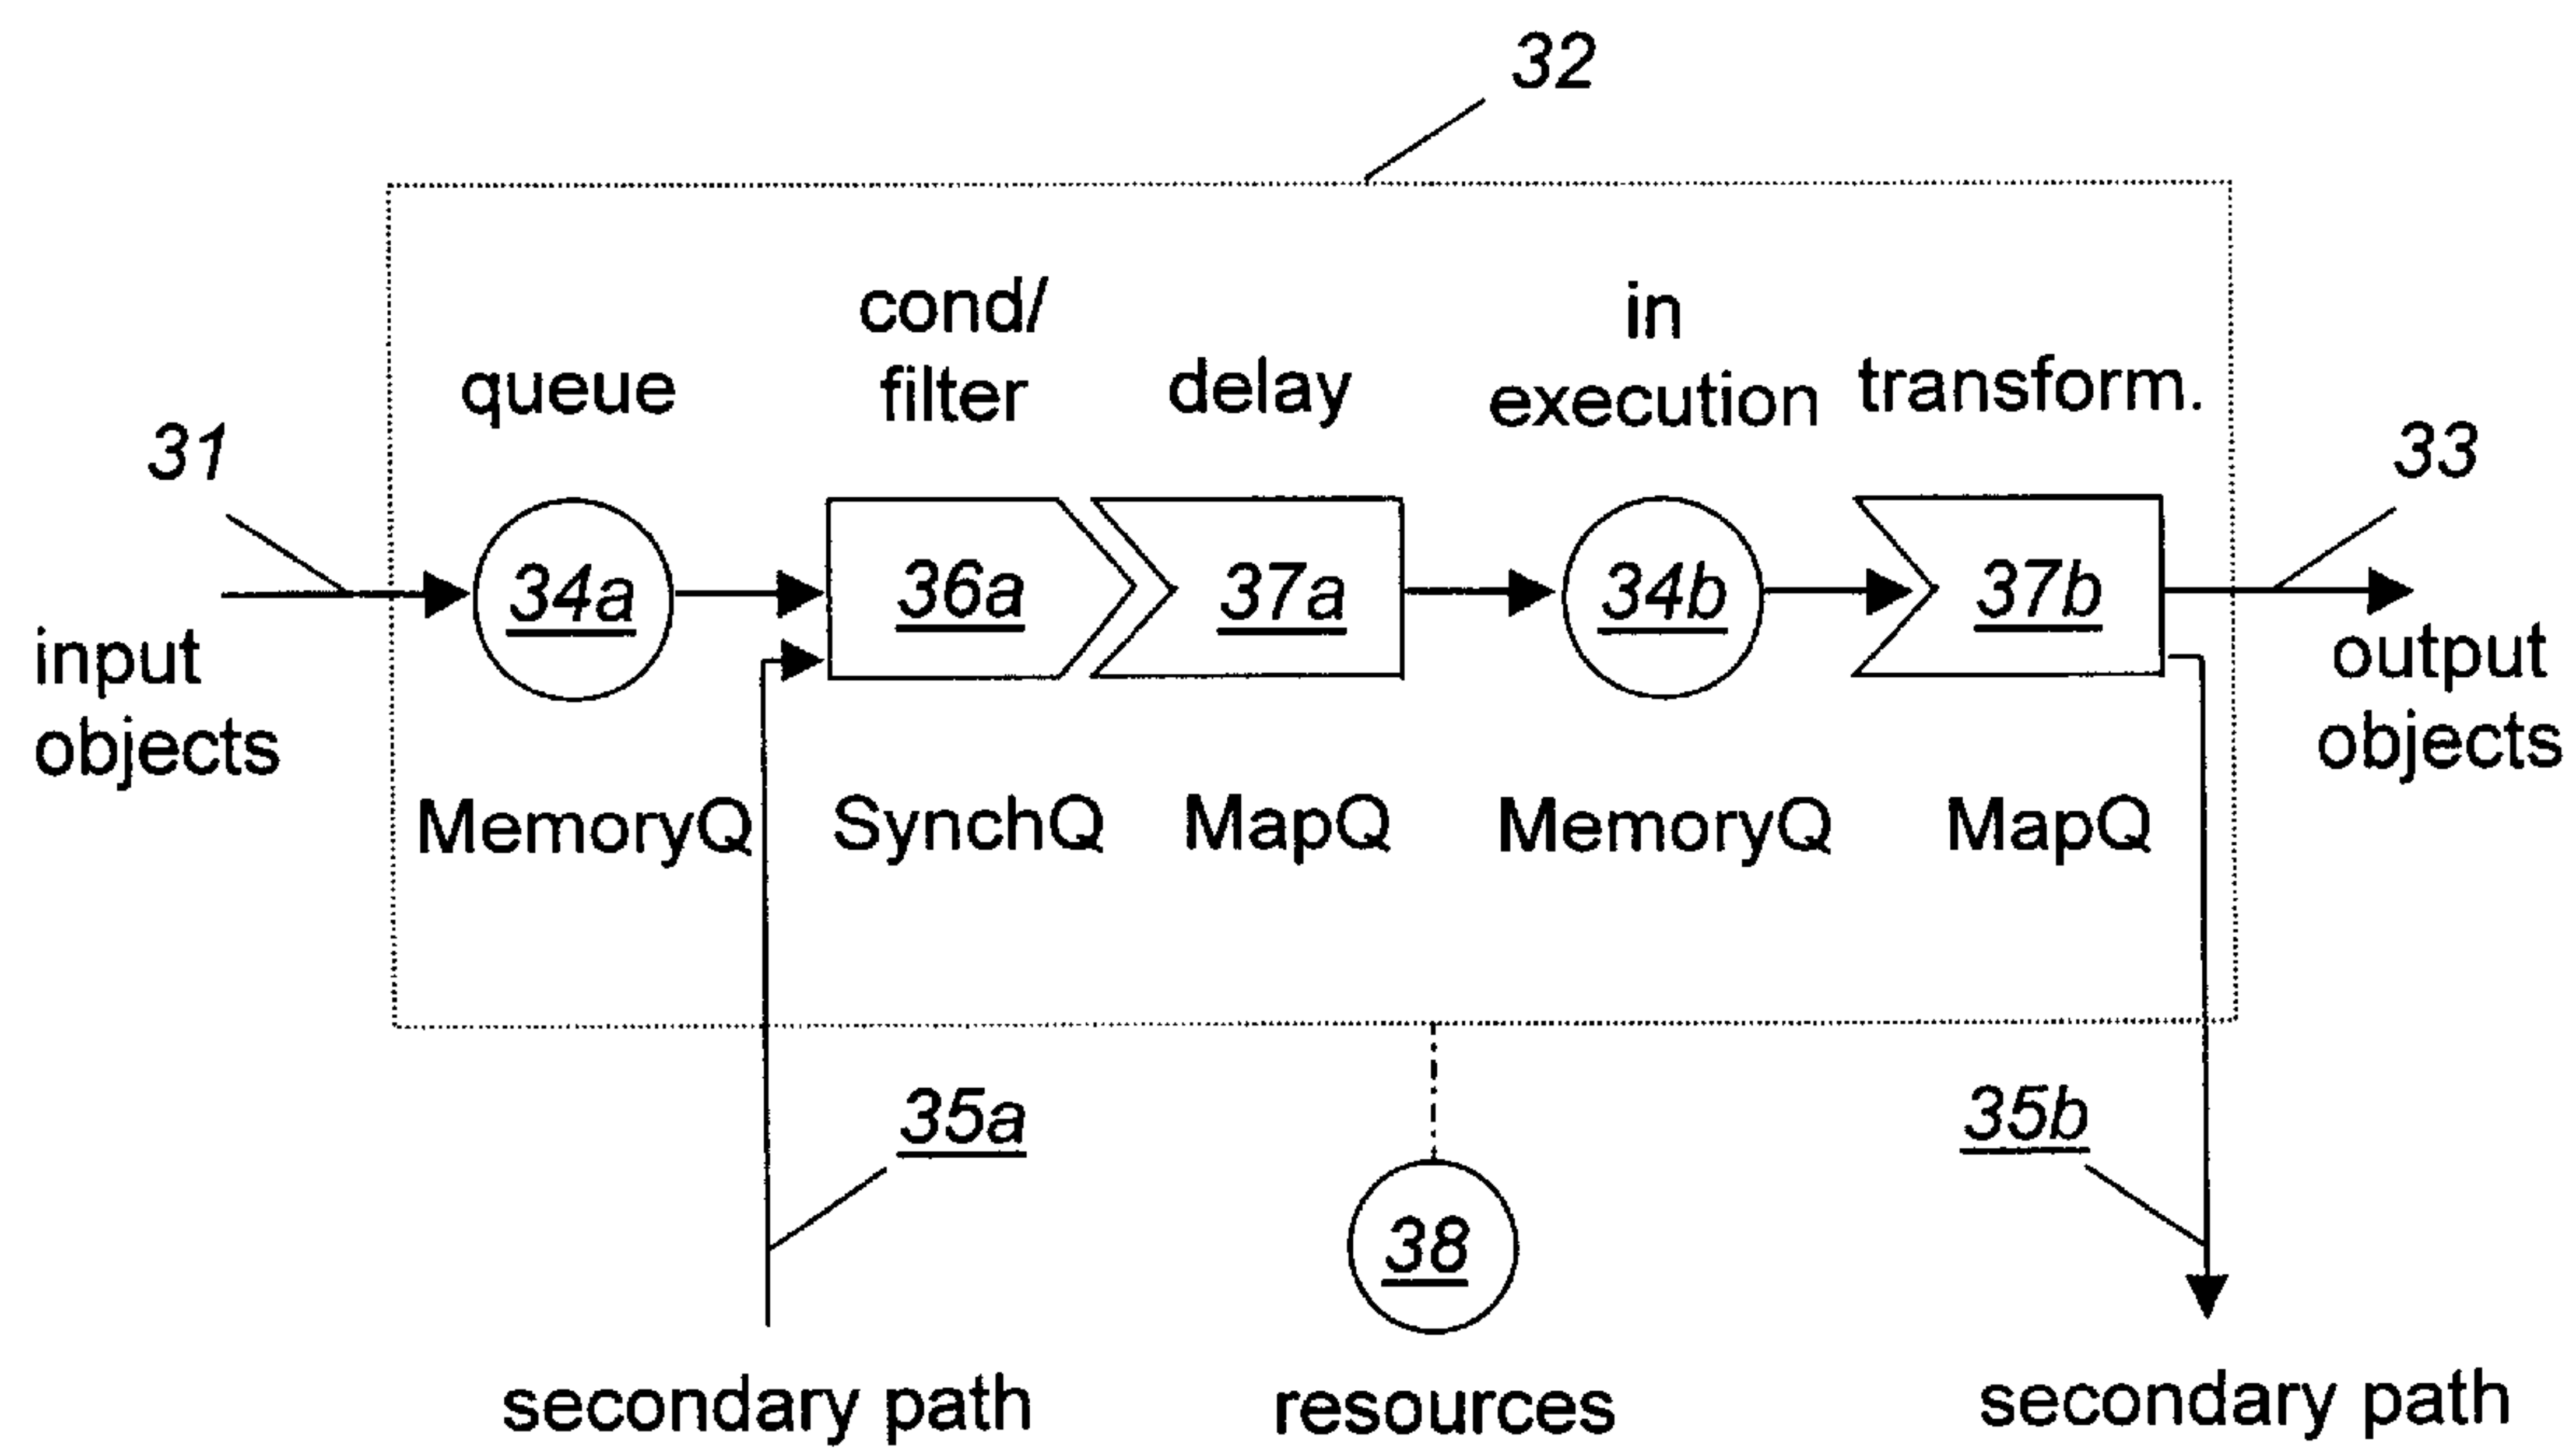 32
cond/
filter
in
execution
queue
delay
transform.
31
33
34a
36a
37a
34b
37b
input
objects
output
objects
MemoryQ
SynchQ
MapQ
MemoryQ
MapQ
35a
35b
38
secondary path
resources
secondary path